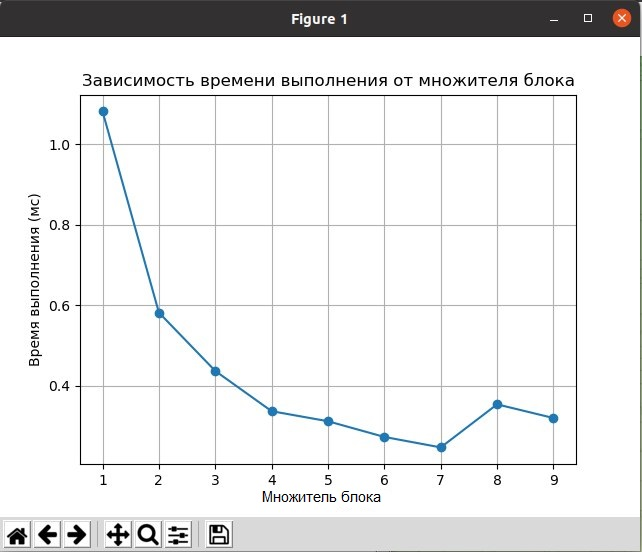 Figure 1
Зависимость времени выполнения от множителя блока
1.0
0.8
0.6
0.4
Время выполнения (мс)
1 2 3 4 5 6 7 8 9
Множитель блока